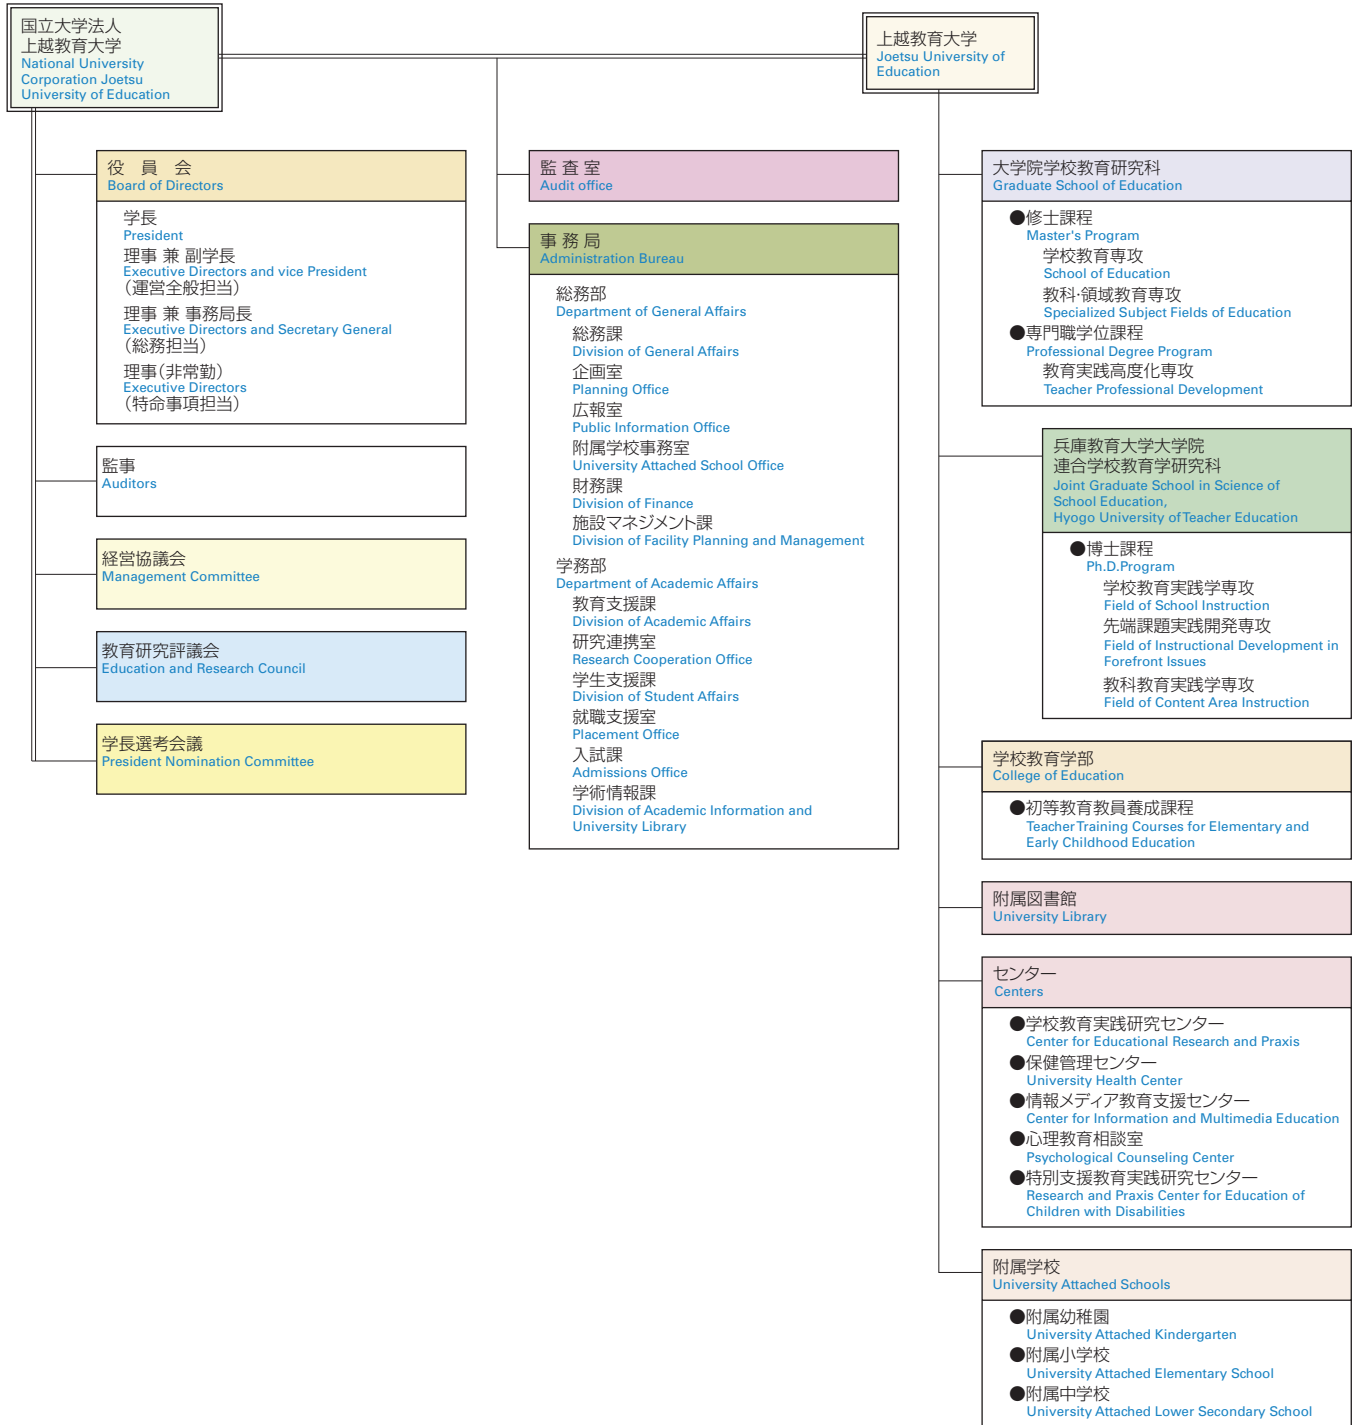 国立大学法人
上越教育大学
National University
Corporation Joetsu
University of Education
上越教育大学
Joetsu University of
Education
役 員 会
Board of Directors
学長
President
理事 兼 副学長
Executive Directors and vice President
（運営全般担当）
理事 兼 事務局長
Executive Directors and Secretary General
（総務担当）
理事（非常勤）
Executive Directors
（特命事項担当）
監事
Auditors
経営協議会
Management Committee
教育研究評議会
Education and Research Council
学長選考会議
President Nomination Committee
監 査 室
Audit office
事 務 局
Administration Bureau
総務部
Department of General Affairs
総務課
Division of General Affairs
企画室
Planning Office
広報室
Public Information Office
附属学校事務室
University Attached School Office
財務課
Division of Finance
施設マネジメント課
Division of Facility Planning and Management
学務部
Department of Academic Affairs
教育支援課
Division of Academic Affairs
研究連携室
Research Cooperation Office
学生支援課
Division of Student Affairs
就職支援室
Placement Office
入試課
Admissions Office
学術情報課
Division of Academic Information and
University Library
大学院学校教育研究科
Graduate School of Education
●修士課程
Master's Program
学校教育専攻
School of Education
教科・領域教育専攻
Specialized Subject Fields of Education
●専門職学位課程
Professional Degree Program
教育実践高度化専攻
Teacher Professional Development
兵庫教育大学大学院
連合学校教育学研究科
Joint Graduate School in Science of
School Education,
Hyogo University of Teacher Education
●博士課程
Ph.D.Program
学校教育実践学専攻
Field of School Instruction
先端課題実践開発専攻
Field of Instructional Development in
Forefront Issues
教科教育実践学専攻
Field of Content Area Instruction
学校教育学部
College of Education
●初等教育教員養成課程
Teacher Training Courses for Elementary and
Early Childhood Education
附属図書館
University Library
センター
Centers
●学校教育実践研究センター
Center for Educational Research and Praxis
●保健管理センター
University Health Center
●情報メディア教育支援センター
Center for Information and Multimedia Education
●心理教育相談室
Psychological Counseling Center
●特別支援教育実践研究センター
Research and Praxis Center for Education of
Children with Disabilities
附属学校
University Attached Schools
●附属幼稚園
University Attached Kindergarten
●附属小学校
University Attached Elementary School
●附属中学校
University Attached Lower Secondary School